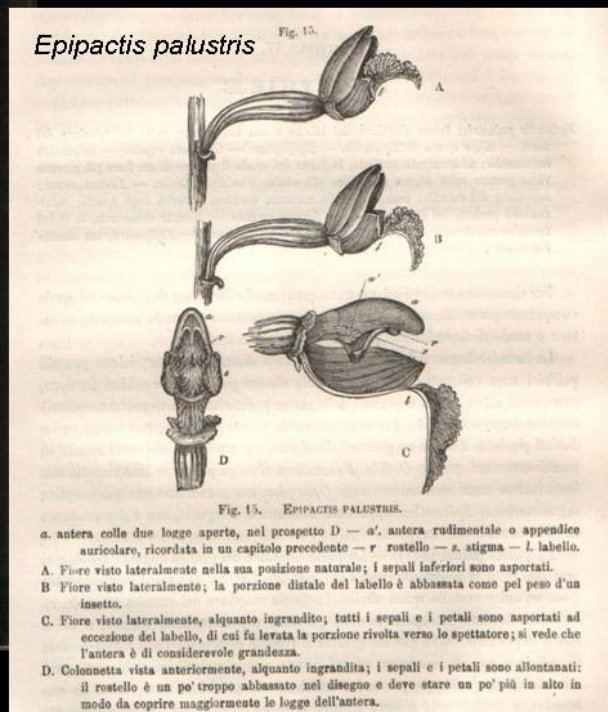 Fig. 15.
Epipactis palustris
A
B
D
C
Fig. 15. EPIPACTIS PALUSTRIS.
a. antera colle due logge aperte, nel prospetto D — a'. antera rudimentale o appendice
auricolare, ricordata in un capitolo precedente — r rostello — s. stigma — l. labello.
A. Fiore visto lateralmente nella sua posizione naturale; i sepali inferiori sono asportati.
B Fiore visto lateralmente; la porzione distale del labello è abbassata come pel peso d'un
insetto.
C. Fiore visto lateralmente, alquanto ingrandito; tutti i sepali e i petali sono asportati ad
eccezione del labello, di cui fu levata la porzione rivolta verso lo spettatore; si vede che
l'antera è di considerevole grandezza.
D. Colonnetta vista anteriormente, alquanto ingrandita; i sepali e i petali sono allontanati;
il rostello è un po' troppo abbassato nel disegno e deve stare un po' più in alto in
modo da coprire maggiormente le logge dell'antera.